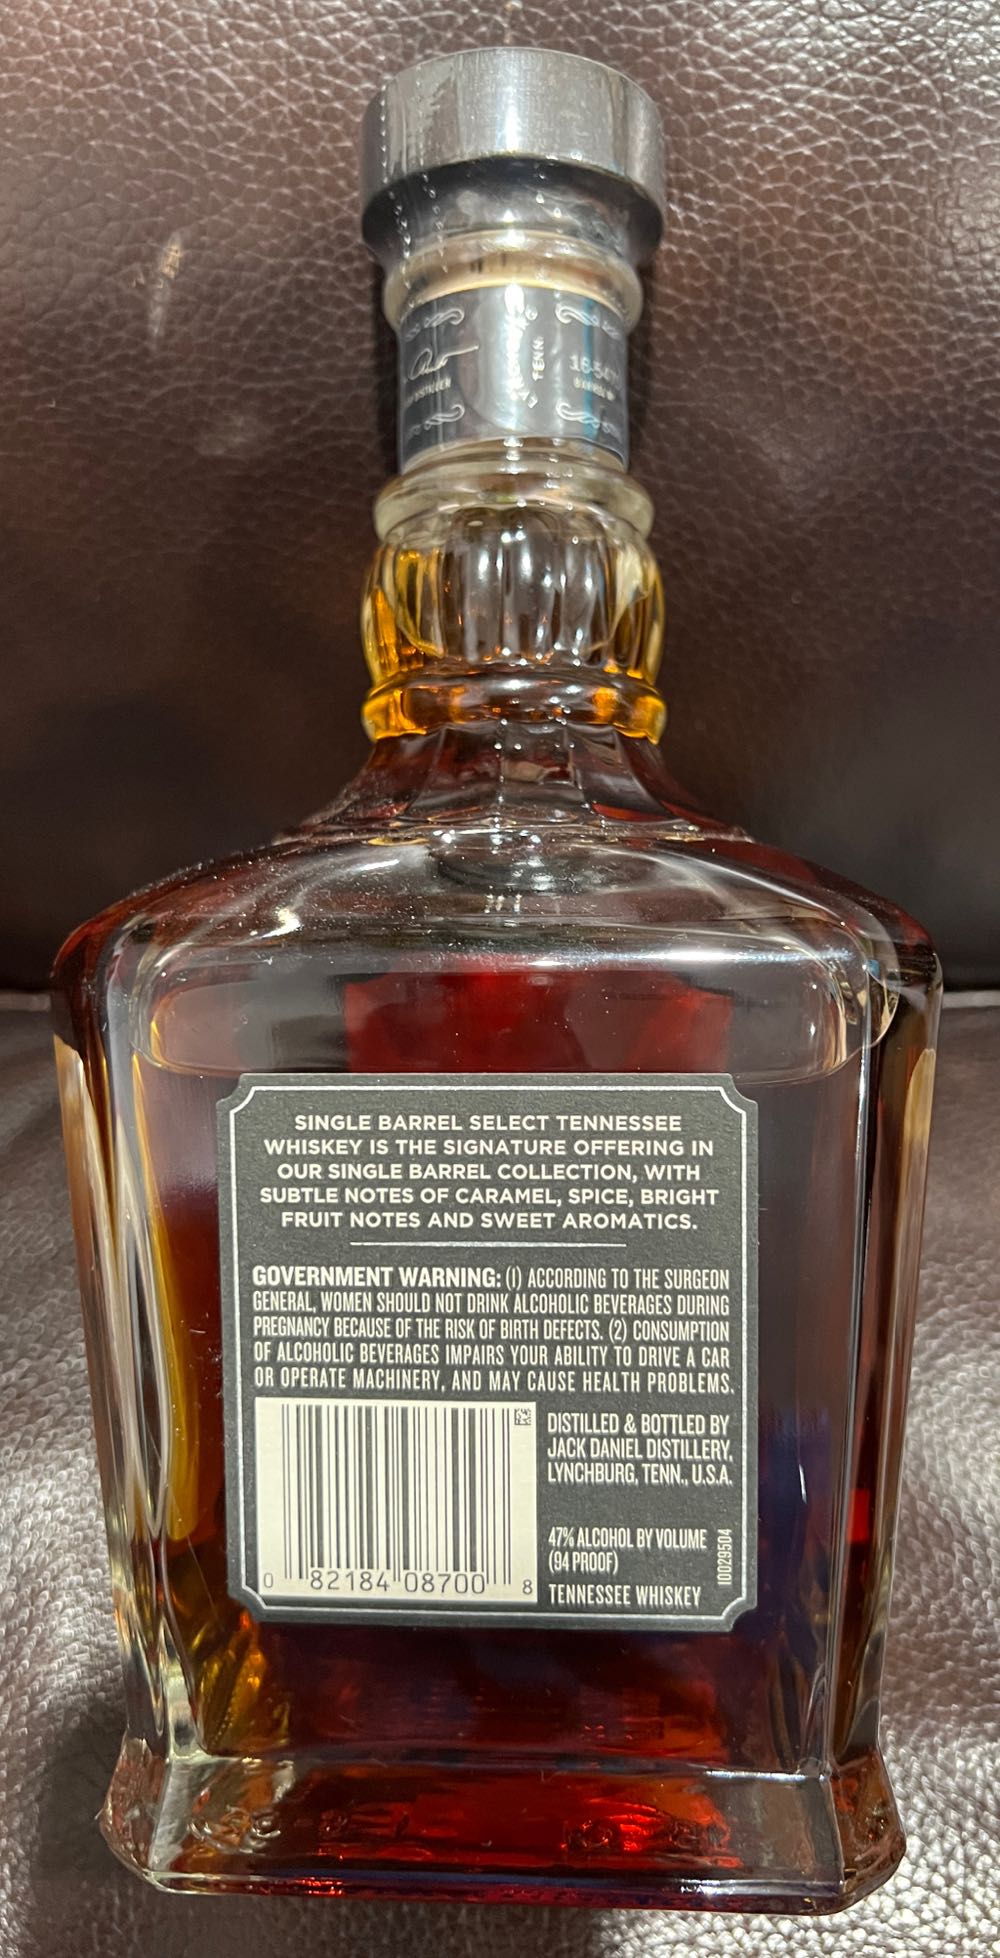 TENN.
SINGLE BARREL SELECT TENNESSEE
WHISKEY IS THE SIGNATURE OFFERING IN
OUR SINGLE BARREL COLLECTION, WITH
SUBTLE NOTES OF CARAMEL, SPICE, BRIGHT
FRUIT NOTES AND SWEET AROMATICS.
GOVERNMENT WARNING: (1) ACCORDING TO THE SURGEON
GENERAL, WOMEN SHOULD NOT DRINK ALCOHOLIC BEVERAGES DURING
PREGNANCY BECAUSE OF THE RISK OF BIRTH DEFECTS. (2) CONSUMPTION
OF ALCOHOLIC BEVERAGES IMPAIRS YOUR ABILITY TO DRIVE A CAR
OR OPERATE MACHINERY, AND MAY CAUSE HEALTH PROBLEMS.
DISTILLED & BOTTLED BY
JACK DANIEL DISTILLERY,
LYNCHBURG, TENN., U.S.A.
47% ALCOHOL BY VOLUME
(94 PROOF)
TENNESSEE WHISKEY
10029504
0 82184 08700 8